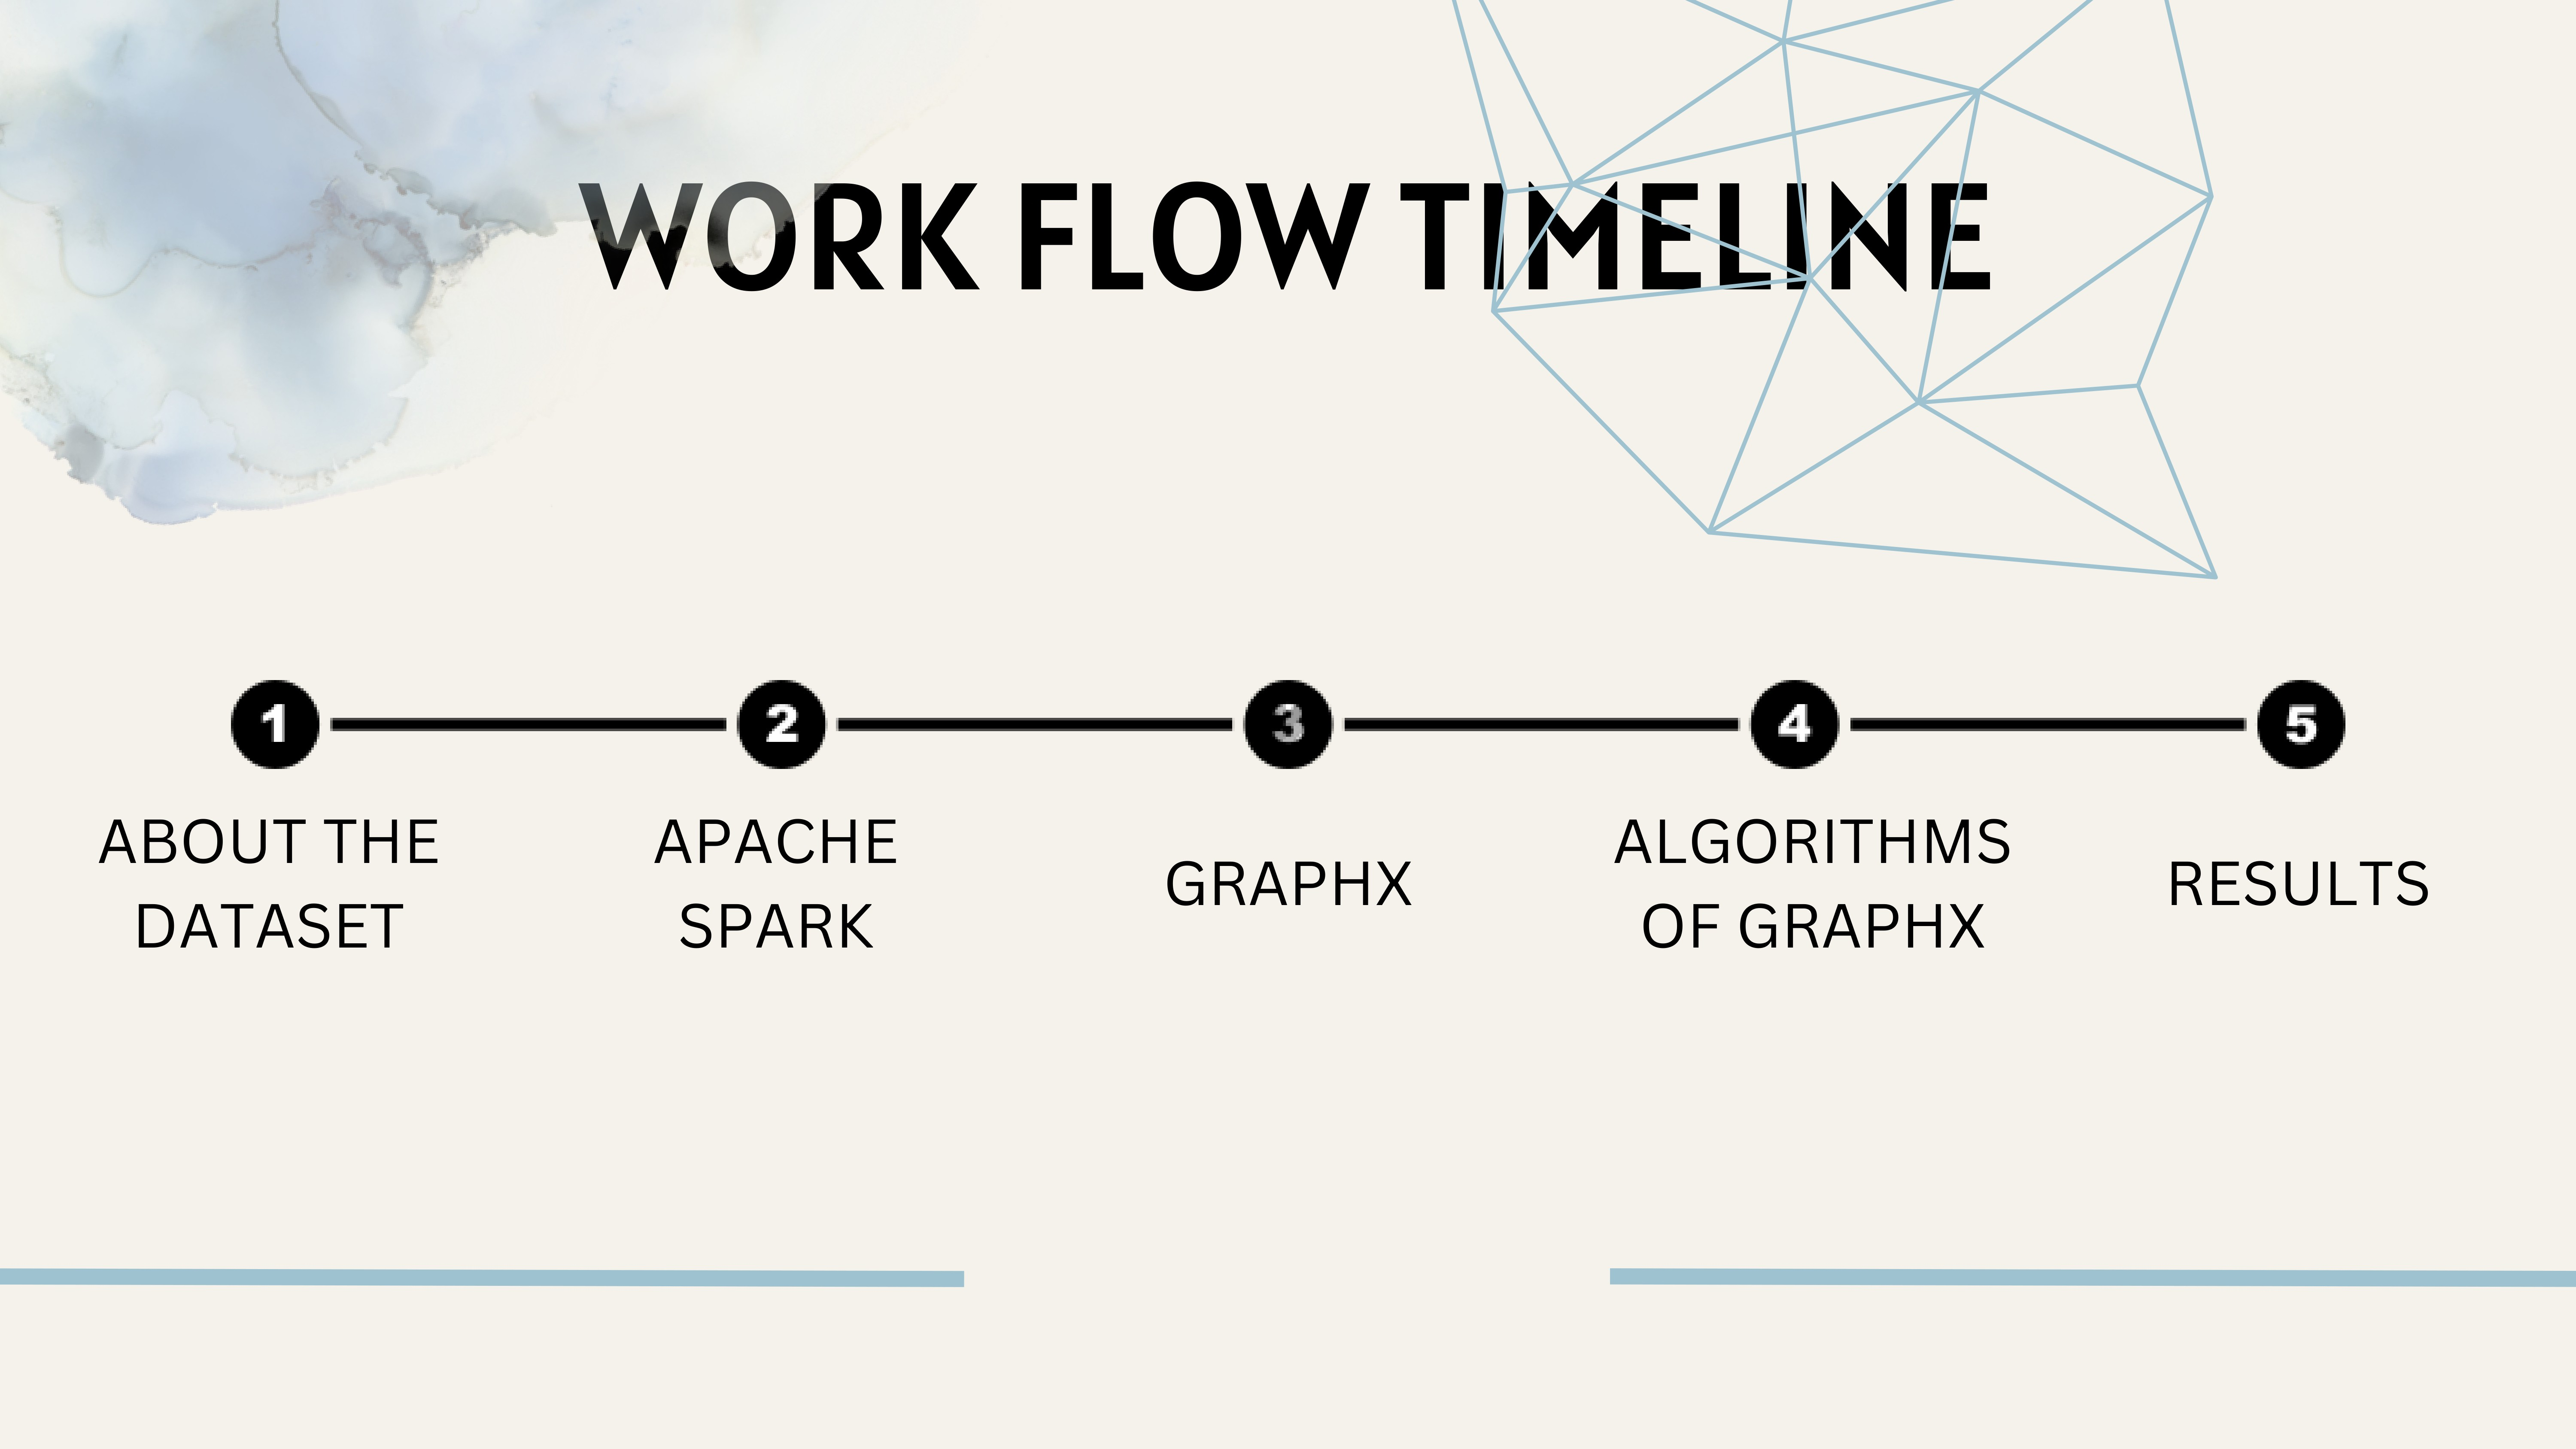 WORK FLOW TIMELINE
1
2
3
4
5
ABOUT THE
DATASET
APACHE
SPARK
GRAPHX
ALGORITHMS
OF GRAPHX
RESULTS